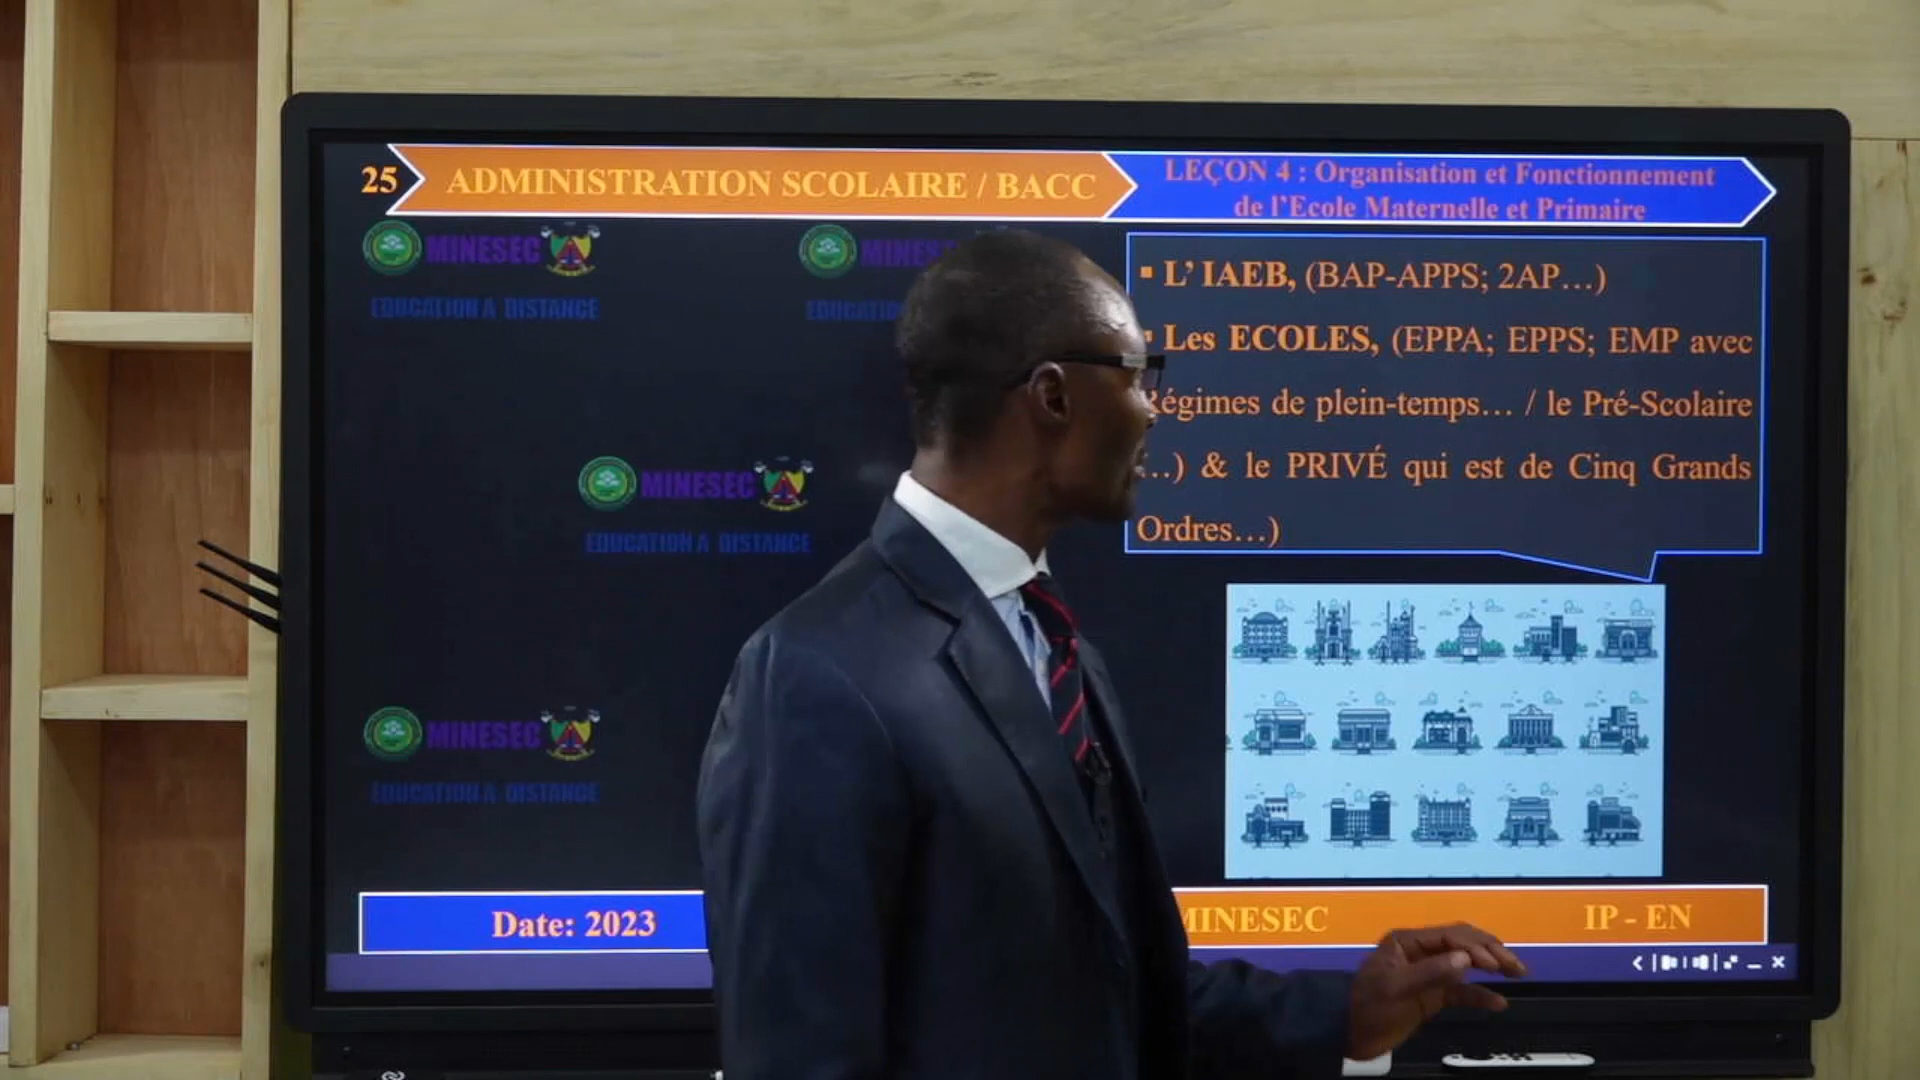 25
ADMINISTRATION SCOLAIRE / BACC
LEÇON 4 : Organisation et Fonctionnement
de l'Ecole Maternelle et Primaire
MINESEC
EDUCATION A DISTANCE
▪ L' IAEB, (BAP-APPS; 2AP…)
Les ECOLES, (EPPA; EPPS; EMP avec
Régimes de plein-temps… / le Pré-Scolaire
…) & le PRIVÉ qui est de Cinq Grands
Ordres…)
MINESEC
EDUCATION A DISTANCE
MINESEC
EDUCATION A DISTANCE
Date: 2023
MINESEC
IP - EN